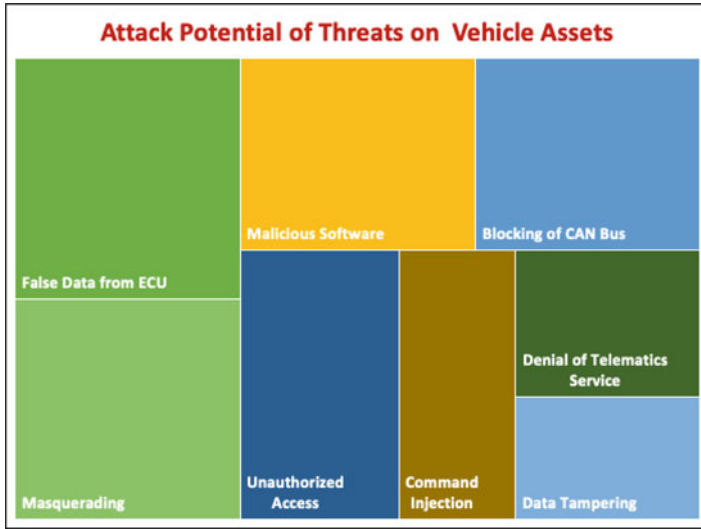 Attack Potential of Threats on Vehicle Assets
Malicious Software
Blocking of CAN Bus
False Data from ECU
Denial of Telematics
Service
Masquerading
Unauthorized
Access
Command
Injection
Data Tampering